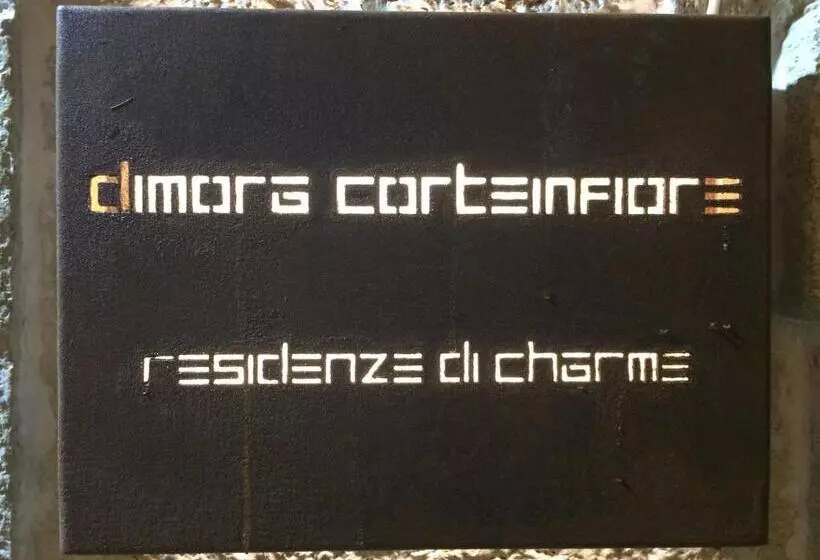 dimora corteinfiore
residenze di charme